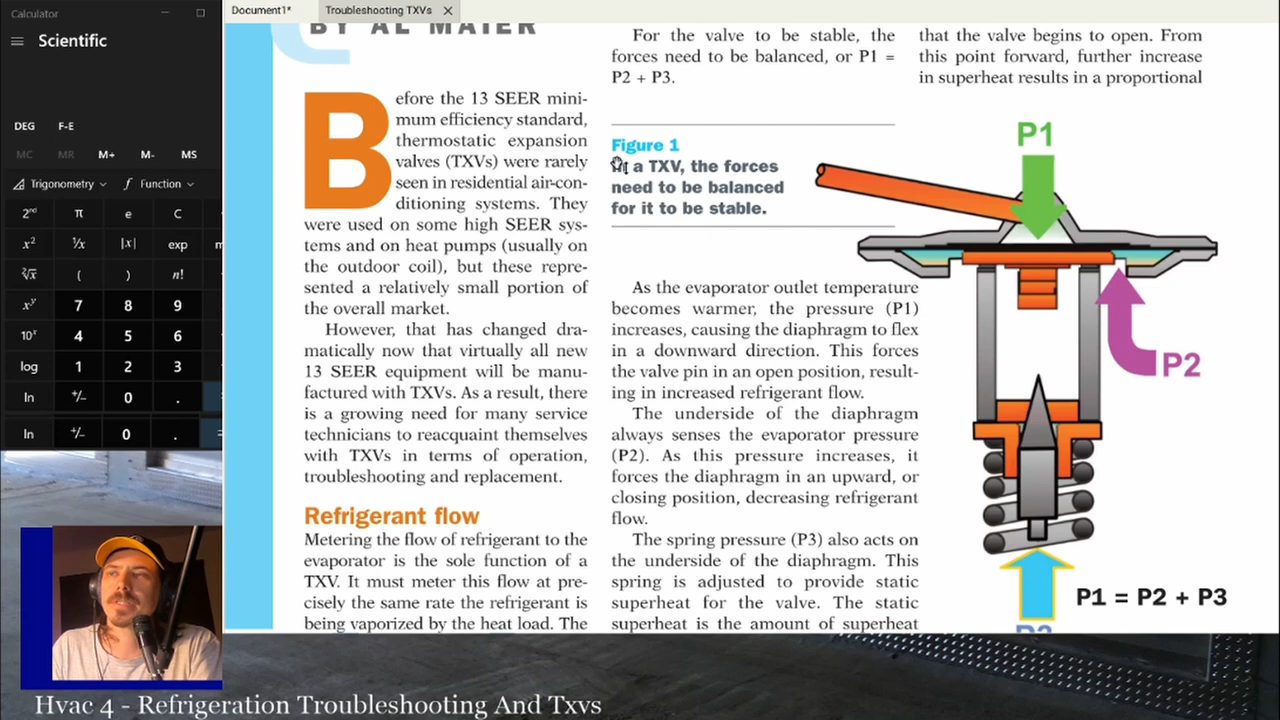 Calculator
Scientific
DEG F-E
MC MR M+ M- MS
Trigonometry Function
2nd π e C
x² ¹/x |x| exp m
²√x ( ) n!
xʸ 7 8 9
10ˣ 4 5 6
log 1 2 3
ln +/- 0 .
ln +/- 0 .
Document1*
Troubleshooting TXVs
BY AL MAIER
Before the 13 SEER mini-
mum efficiency standard,
thermostatic expansion
valves (TXVs) were rarely
seen in residential air-con-
ditioning systems. They
were used on some high SEER sys-
tems and on heat pumps (usually on
the outdoor coil), but these repre-
sented a relatively small portion of
the overall market.
However, that has changed dra-
matically now that virtually all new
13 SEER equipment will be manu-
factured with TXVs. As a result, there
is a growing need for many service
technicians to reacquaint themselves
with TXVs in terms of operation,
troubleshooting and replacement.
Refrigerant flow
Metering the flow of refrigerant to the
evaporator is the sole function of a
TXV. It must meter this flow at pre-
cisely the same rate the refrigerant is
being vaporized by the heat load. The
For the valve to be stable, the
forces need to be balanced, or P1 =
P2 + P3.
Figure 1
In a TXV, the forces
need to be balanced
for it to be stable.
As the evaporator outlet temperature
becomes warmer, the pressure (P1)
increases, causing the diaphragm to flex
in a downward direction. This forces
the valve pin in an open position, result-
ing in increased refrigerant flow.
The underside of the diaphragm
always senses the evaporator pressure
(P2). As this pressure increases, it
forces the diaphragm in an upward, or
closing position, decreasing refrigerant
flow.
The spring pressure (P3) also acts on
the underside of the diaphragm. This
spring is adjusted to provide static
superheat for the valve. The static
superheat is the amount of superheat
that the valve begins to open. From
this point forward, further increase
in superheat results in a proportional
P1
P2
P1 = P2 + P3
P3
Hvac 4 - Refrigeration Troubleshooting And Txvs